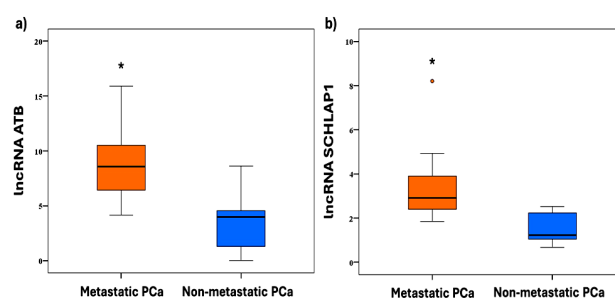 a)
lncRNA ATB
20
15
10
5
0
*
Metastatic PCa
Non-metastatic PCa
b)
lncRNA SCHLAP1
10
8
6
4
2
0
*
Metastatic PCa
Non-metastatic PCa